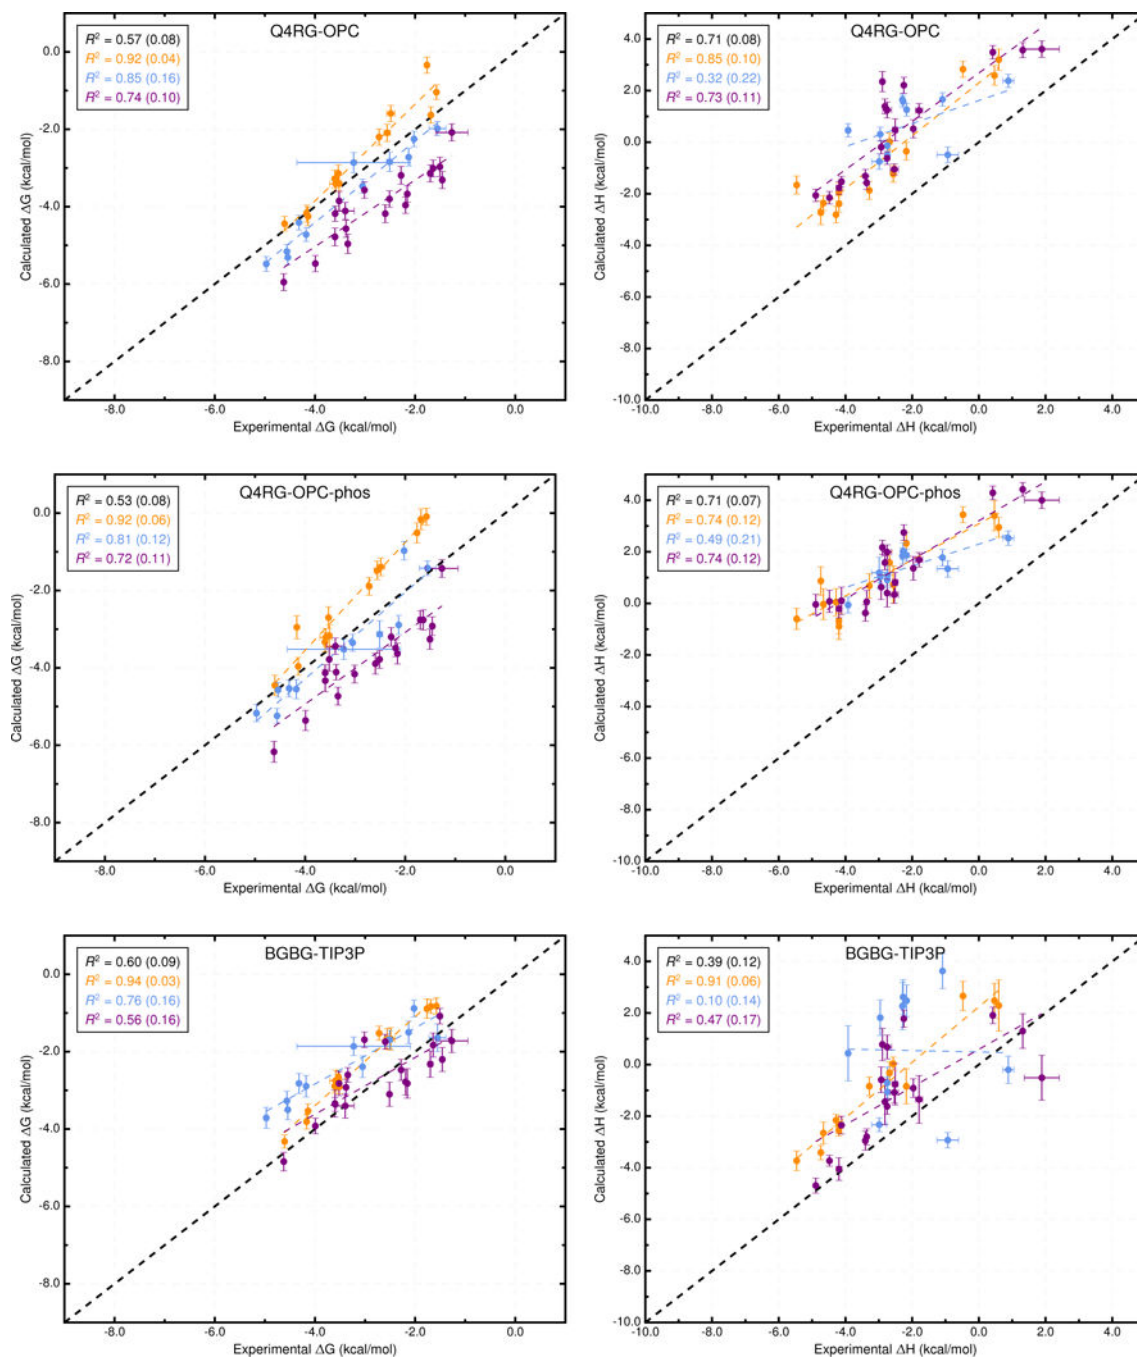 Q4RG-OPC
R² = 0.57 (0.08)
R² = 0.92 (0.04)
R² = 0.85 (0.16)
R² = 0.74 (0.10)
0.0
-2.0
-4.0
-6.0
-8.0
Calculated ΔG (kcal/mol)
-8.0 -6.0 -4.0 -2.0 0.0
Experimental ΔG (kcal/mol)
Q4RG-OPC
R² = 0.71 (0.08)
R² = 0.85 (0.10)
R² = 0.32 (0.22)
R² = 0.73 (0.11)
4.0
2.0
0.0
-2.0
-4.0
-6.0
-8.0
-10.0
Calculated ΔH (kcal/mol)
-10.0 -8.0 -6.0 -4.0 -2.0 0.0 2.0 4.0
Experimental ΔH (kcal/mol)
Q4RG-OPC-phos
R² = 0.53 (0.08)
R² = 0.92 (0.06)
R² = 0.81 (0.12)
R² = 0.72 (0.11)
0.0
-2.0
-4.0
-6.0
-8.0
Calculated ΔG (kcal/mol)
-8.0 -6.0 -4.0 -2.0 0.0
Experimental ΔG (kcal/mol)
Q4RG-OPC-phos
R² = 0.71 (0.07)
R² = 0.74 (0.12)
R² = 0.49 (0.21)
R² = 0.74 (0.12)
4.0
2.0
0.0
-2.0
-4.0
-6.0
-8.0
-10.0
Calculated ΔH (kcal/mol)
-10.0 -8.0 -6.0 -4.0 -2.0 0.0 2.0 4.0
Experimental ΔH (kcal/mol)
BGBG-TIP3P
R² = 0.60 (0.09)
R² = 0.94 (0.03)
R² = 0.76 (0.16)
R² = 0.56 (0.16)
0.0
-2.0
-4.0
-6.0
-8.0
Calculated ΔG (kcal/mol)
-8.0 -6.0 -4.0 -2.0 0.0
Experimental ΔG (kcal/mol)
BGBG-TIP3P
R² = 0.39 (0.12)
R² = 0.91 (0.06)
R² = 0.10 (0.14)
R² = 0.47 (0.17)
4.0
2.0
0.0
-2.0
-4.0
-6.0
-8.0
-10.0
Calculated ΔH (kcal/mol)
-10.0 -8.0 -6.0 -4.0 -2.0 0.0 2.0 4.0
Experimental ΔH (kcal/mol)